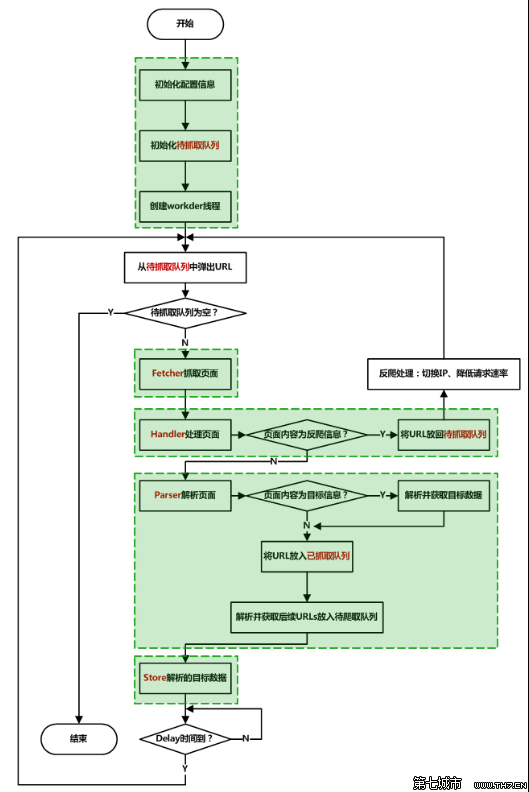 开始
初始化配置信息
初始化待抓取队列
创建workder线程
从待抓取队列中弹出URL
Y
待抓取队列为空？
N
Fetcher抓取页面
反爬处理：切换IP、降低请求速率
Handler处理页面
页面内容为反爬信息？
Y
将URL放回待抓取队列
N
Parser解析页面
页面内容为目标信息？
Y
解析并获取目标数据
N
将URL放入已抓取队列
解析并获取后续URLs放入待爬取队列
Store解析的目标数据
结束
Delay时间到？
N
Y
第七城市 WWW.TH7.CN